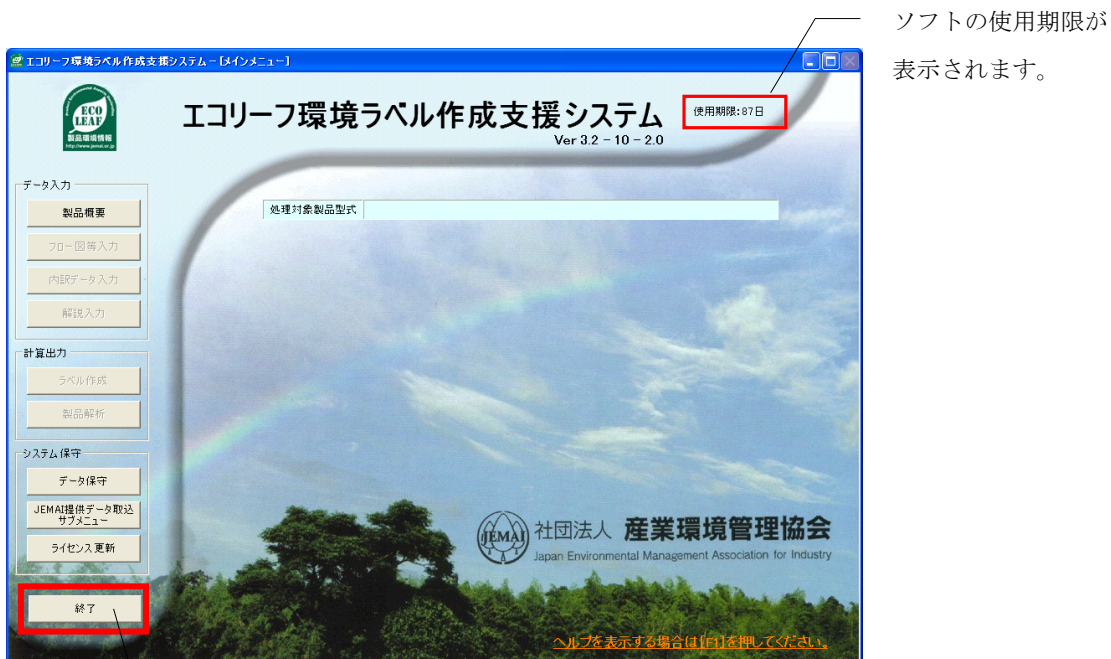 ソフトの使用期限が
表示されます。
エコリーフ環境ラベル作成支援システム - [メインメニュー]
ECO
LEAF
製品環境情報
http://www.jemai.or.jp
エコリーフ環境ラベル作成支援システム
Ver 3.2 - 10 - 2.0
使用期限:87日
処理対象製品型式
データ入力
製品概要
フロー図等入力
内訳データ入力
解説入力
計算出力
ラベル作成
製品解析
システム保守
データ保守
JEMAI提供データ取込
サブメニュー
ライセンス更新
終了
JEMAI
社団法人 産業環境管理協会
Japan Environmental Management Association for Industry
ヘルプを表示する場合は[F1]を押してください。